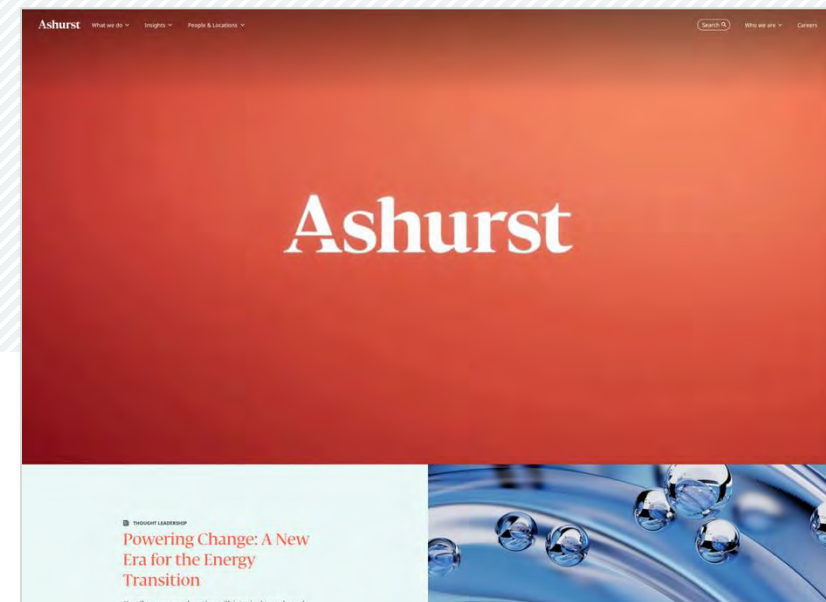 Ashurst What we do Insights People & Locations Search Who we are Careers
Ashurst
THOUGHT LEADERSHIP
Powering Change: A New
Era for the Energy
Transition